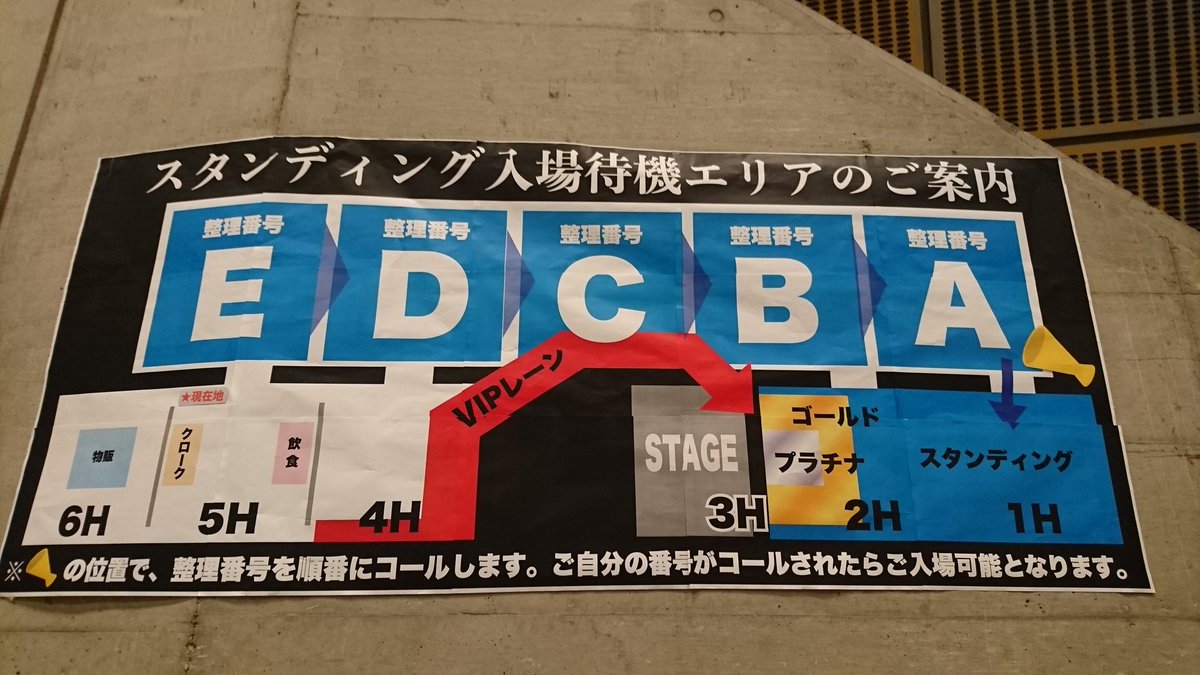 スタンディング入場待機エリアのご案内
整理番号 整理番号 整理番号 整理番号 整理番号
E D C B A
VIPレーン
★現在地
物販
クローク
飲食
STAGE
ゴールド
プラチナ
スタンディング
6H 5H 4H 3H 2H 1H
※ の位置で、整理番号を順番にコールします。ご自分の番号がコールされたらご入場可能となります。